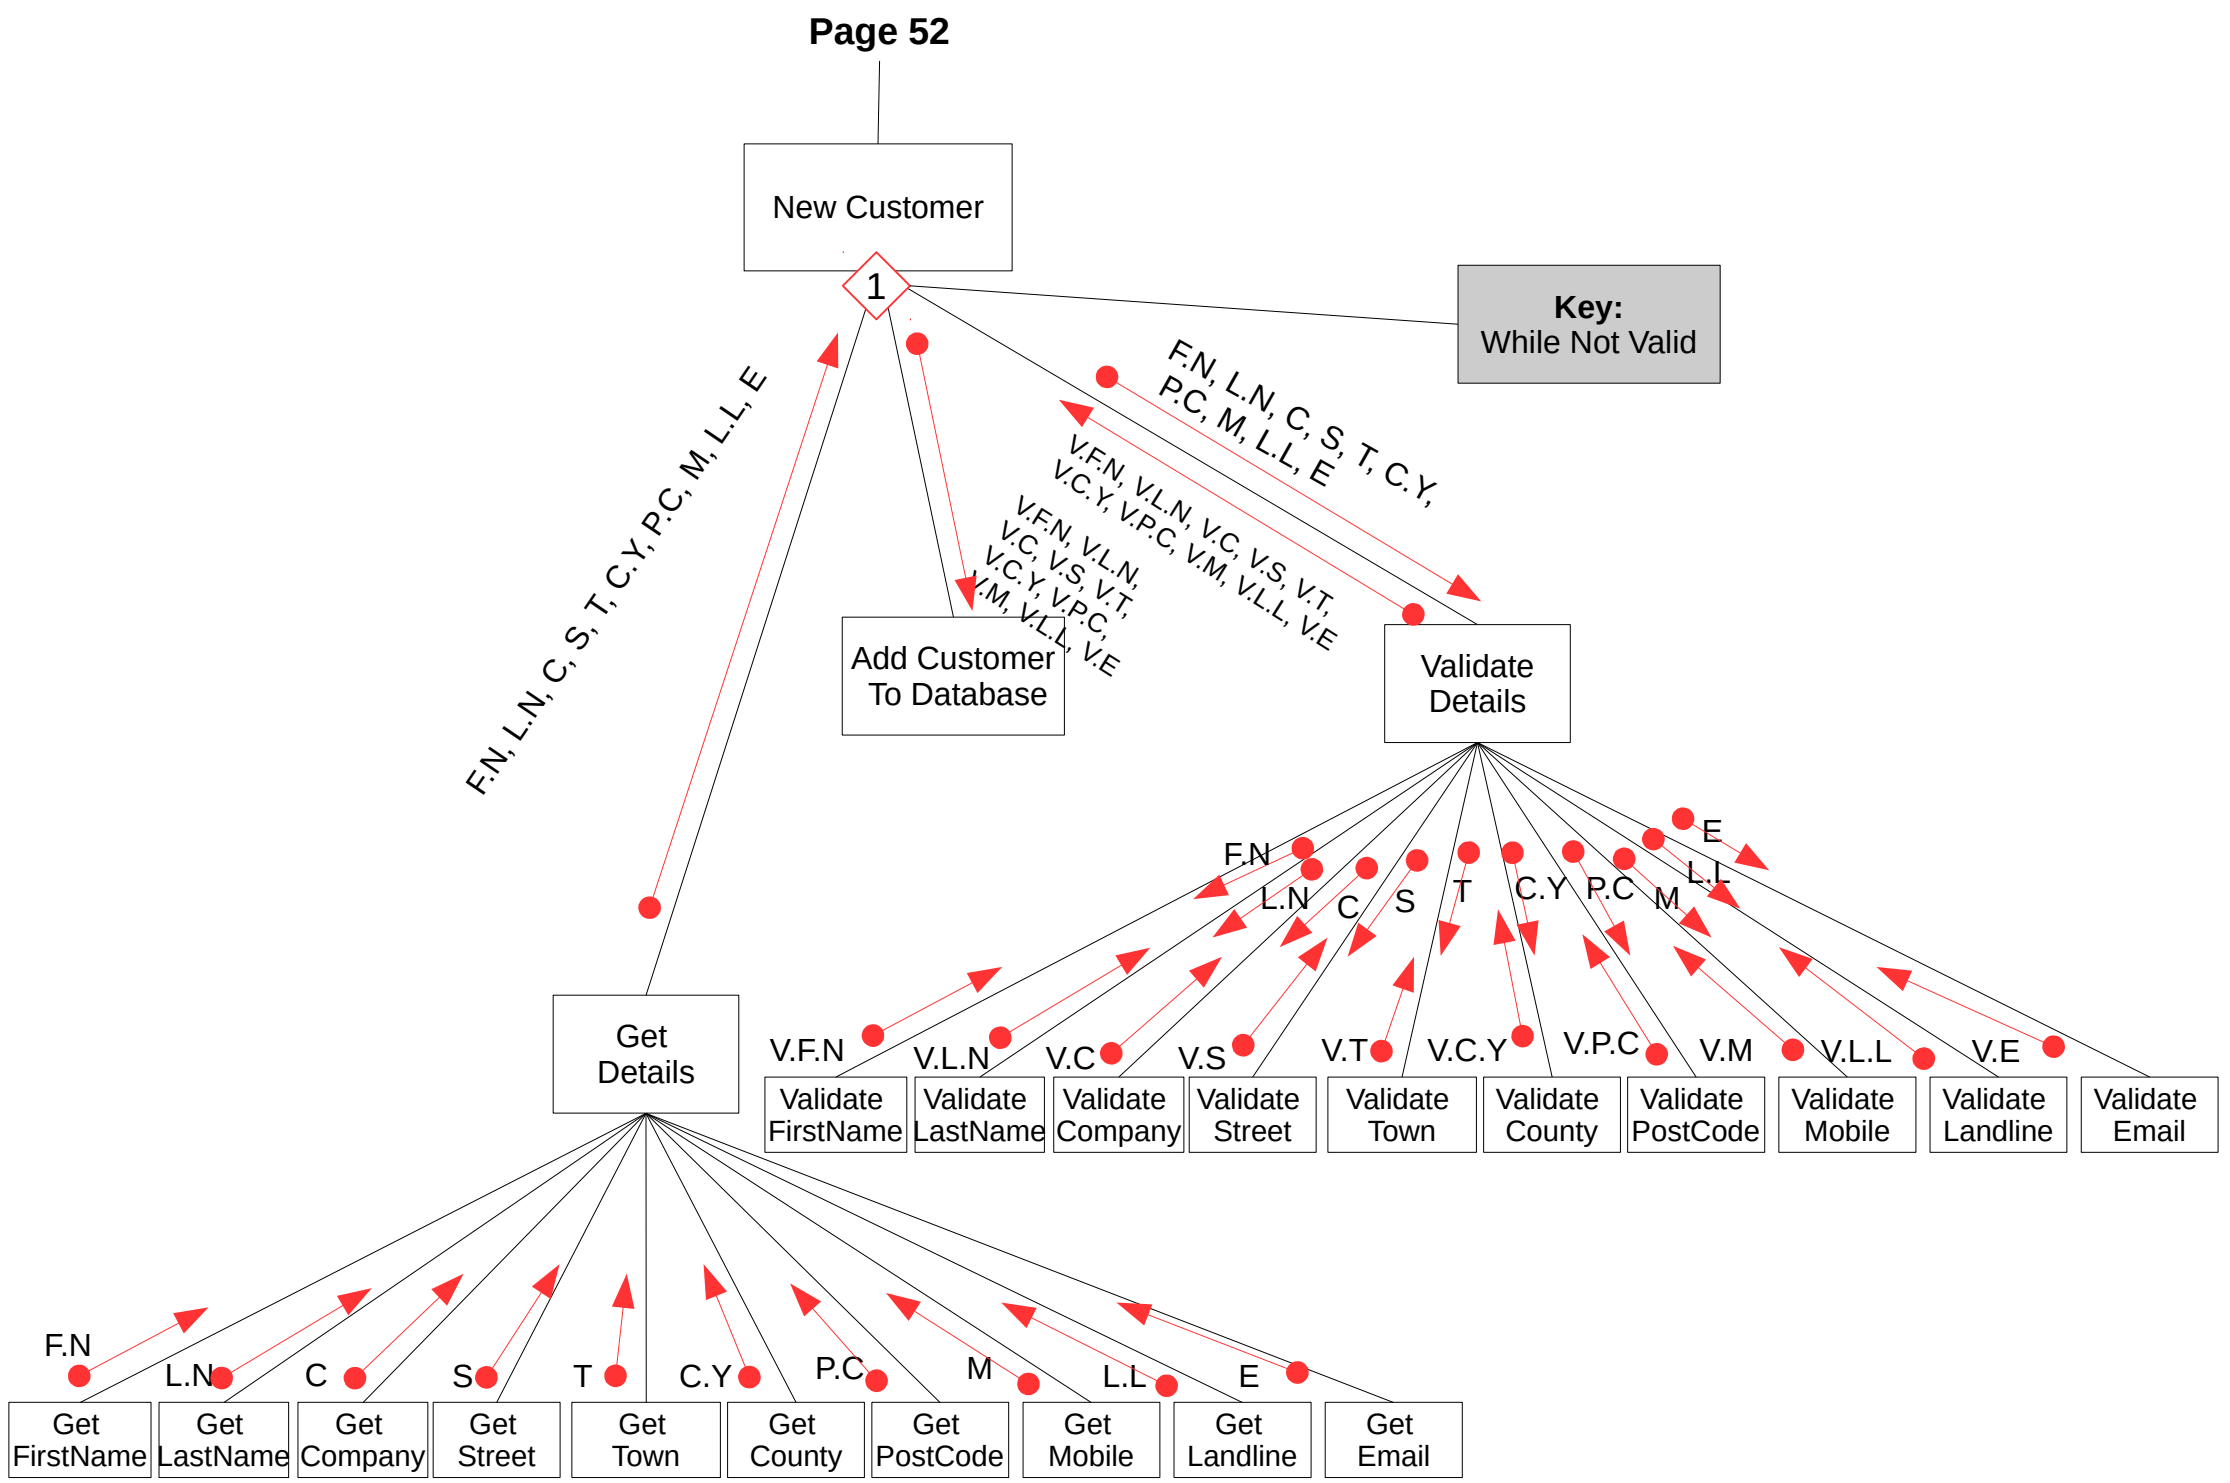 Page 52
New Customer
1
Key:
While Not Valid
F.N, L.N, C, S, T, C.Y, P.C, M, L.L, E
F.N, L.N, C, S, T, C.Y,
P.C, M, L.L, E
V.F.N, V.L.N, V.C, V.S, V.T,
V.C.Y, V.P.C, V.M, V.L.L, V.E
V.F.N, V.L.N,
V.C, V.S, V.T,
V.C.Y, V.P.C,
V.M, V.L.L, V.E
Add Customer
To Database
Validate
Details
F.N
L.N
C
S
T
C.Y
P.C
M
L.L
E
Get
Details
V.F.N
V.L.N
V.C
V.S
V.T
V.C.Y
V.P.C
V.M
V.L.L
V.E
Validate
FirstName
Validate
LastName
Validate
Company
Validate
Street
Validate
Town
Validate
County
Validate
PostCode
Validate
Mobile
Validate
Landline
Validate
Email
F.N
L.N
C
S
T
C.Y
P.C
M
L.L
E
Get
FirstName
Get
LastName
Get
Company
Get
Street
Get
Town
Get
County
Get
PostCode
Get
Mobile
Get
Landline
Get
Email